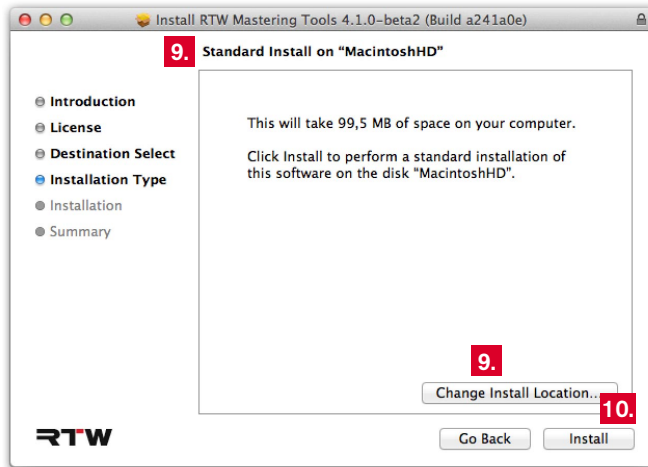 Install RTW Mastering Tools 4.1.0-beta2 (Build a241a0e)
9. Standard Install on “MacintoshHD”
Introduction
License
Destination Select
Installation Type
Installation
Summary
This will take 99,5 MB of space on your computer.
Click Install to perform a standard installation of
this software on the disk “MacintoshHD”.
9.
Change Install Location...
10.
RTW
Go Back
Install